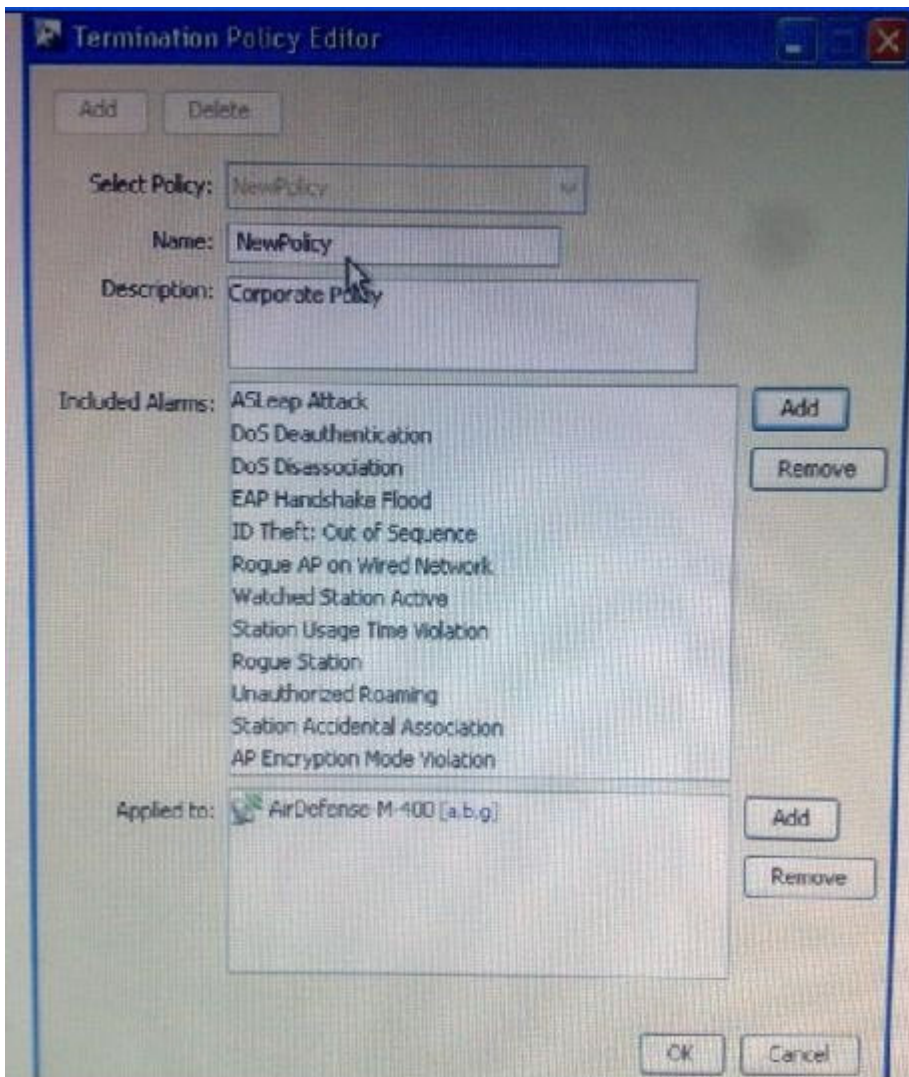 Termination Policy Editor
Add Delete
Select Policy: NewPolicy
Name: NewPolicy
Description: Corporate Policy
Included Alarms: ASLeap Attack
DoS Deauthentication
DoS Disassociation
EAP Handshake Flood
ID Theft: Out of Sequence
Rogue AP on Wired Network
Watched Station Active
Station Usage Time Violation
Rogue Station
Unauthorized Roaming
Station Accidental Association
AP Encryption Mode Violation
Add
Remove
Applied to: AirDefense M-400 [a,b,g]
Add
Remove
OK Cancel